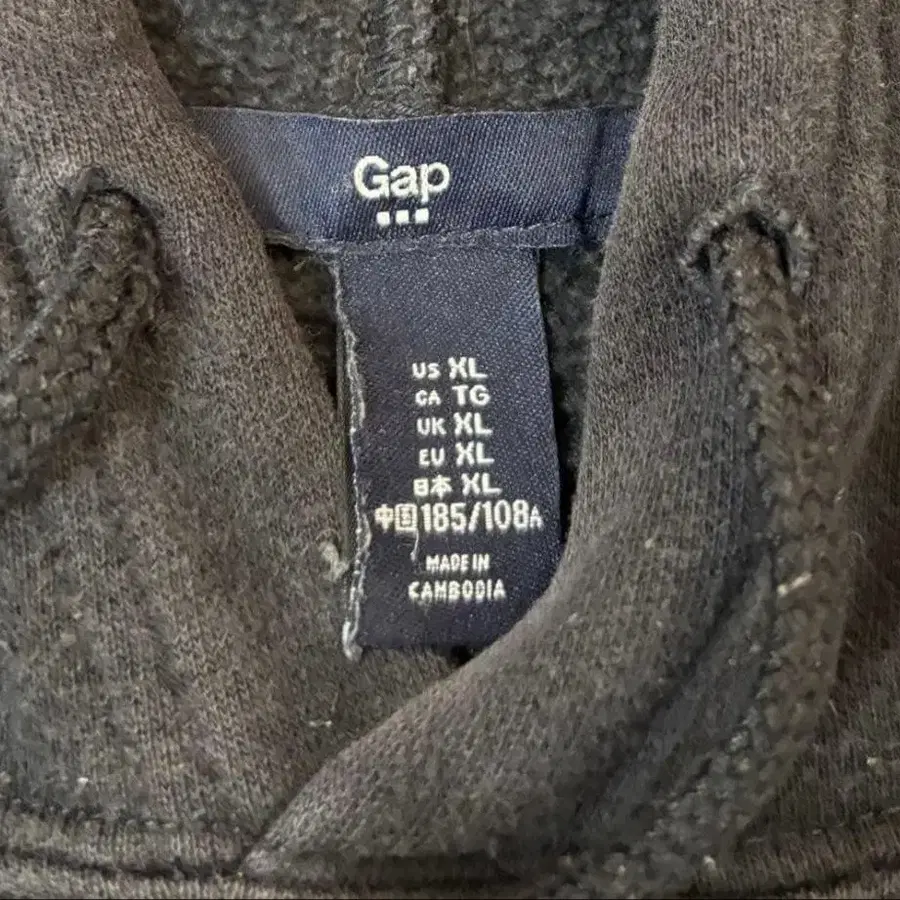 Gap
US XL
CA TG
UK XL
EU XL
日本 XL
中国 185/108A
MADE IN
CAMBODIA